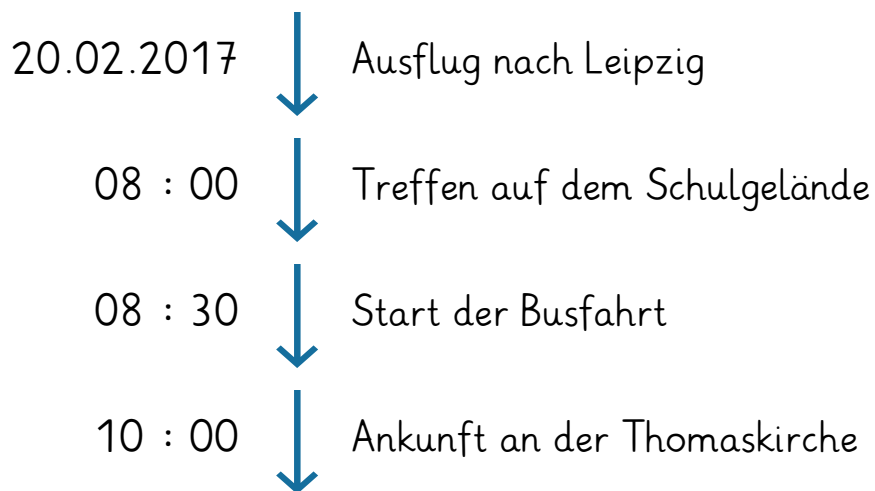 20.02.2017 Ausflug nach Leipzig
08 : 00 Treffen auf dem Schulgelände
08 : 30 Start der Busfahrt
10 : 00 Ankunft an der Thomaskirche